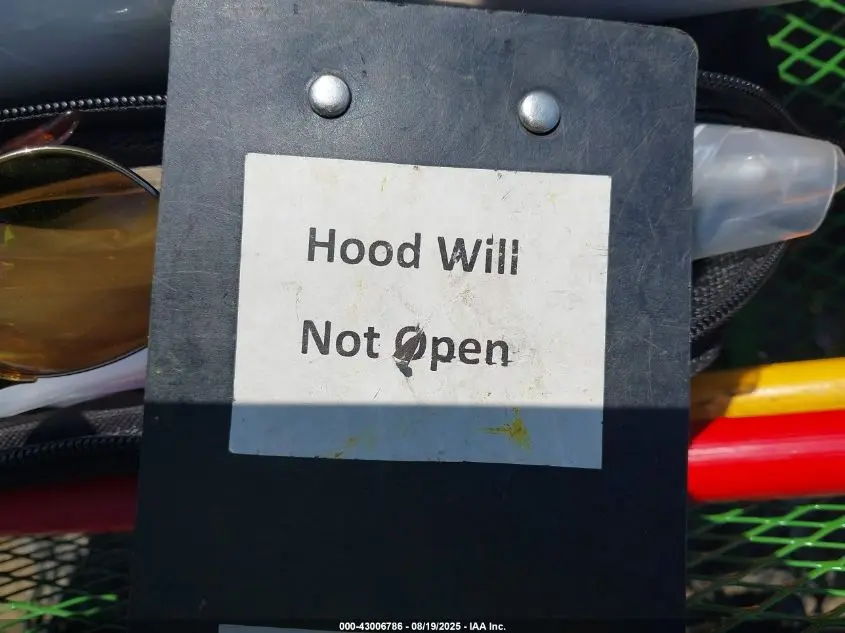 Hood Will
Not Open
000-43006786 - 08/19/2025 - IAA Inc.